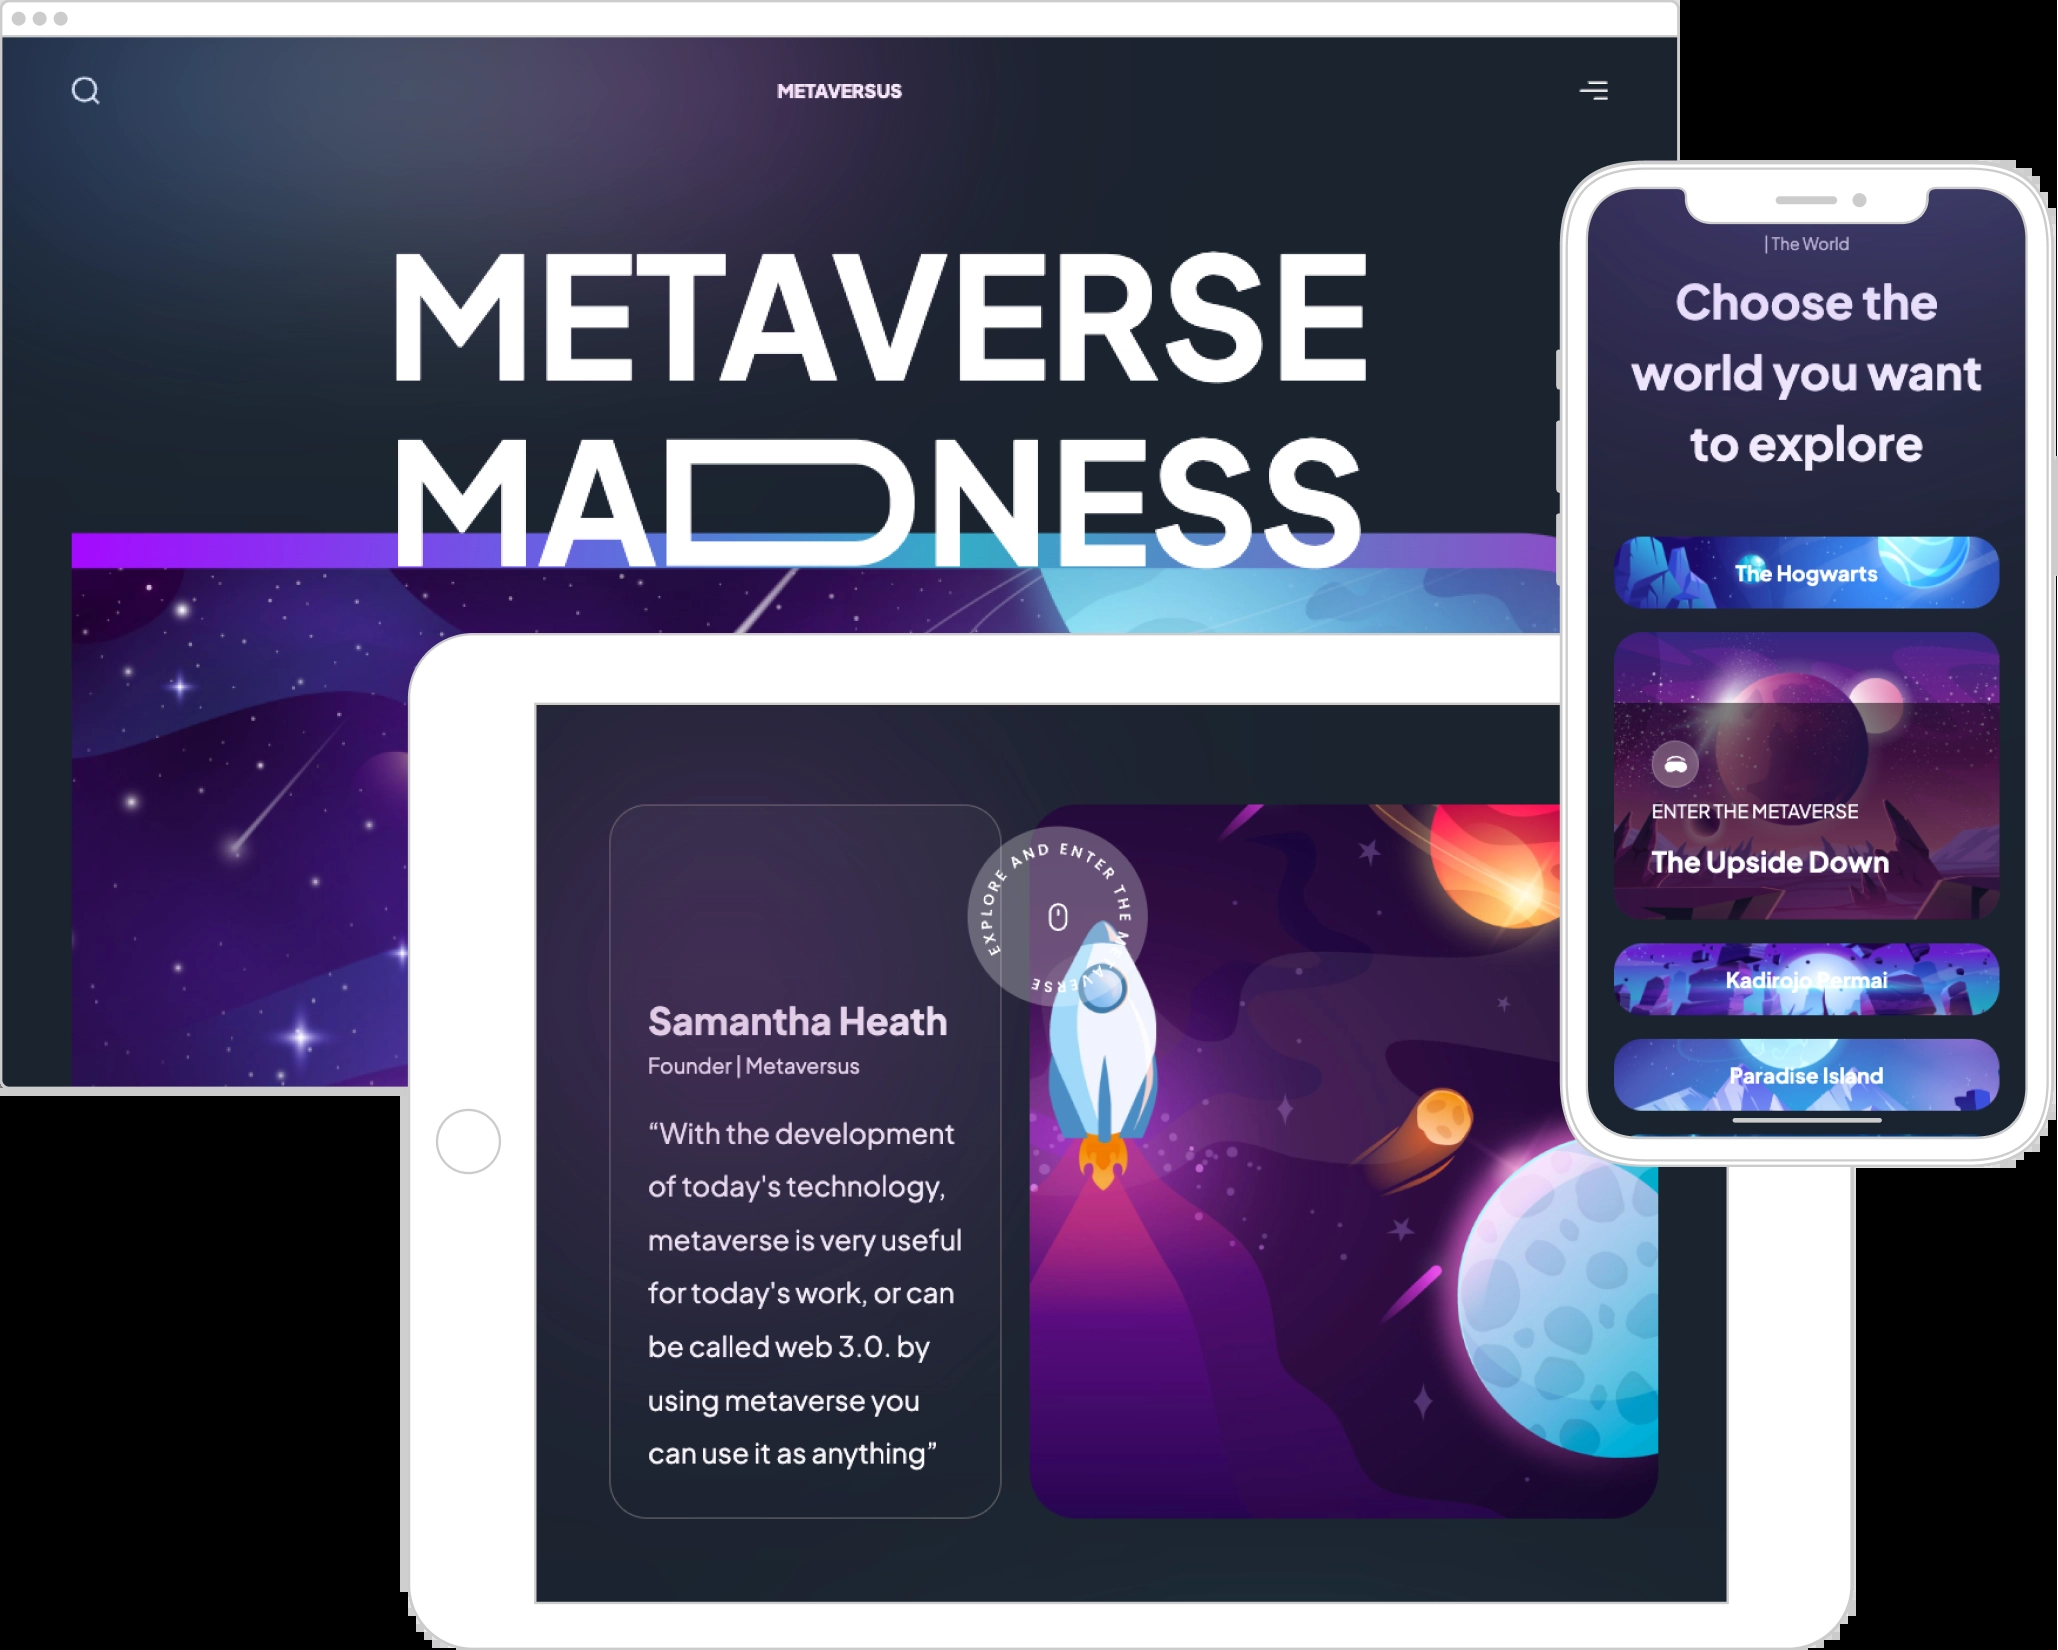 METAVERSUS
METAVERSE
MADNESS
| The World
Choose the
world you want
to explore
The Hogwarts
ENTER THE METAVERSE
The Upside Down
Kadirojo Permai
Paradise Island
EXPLORE AND ENTER THE METAVERSE
Samantha Heath
Founder | Metaversus
“With the development
of today's technology,
metaverse is very useful
for today's work, or can
be called web 3.0. by
using metaverse you
can use it as anything”